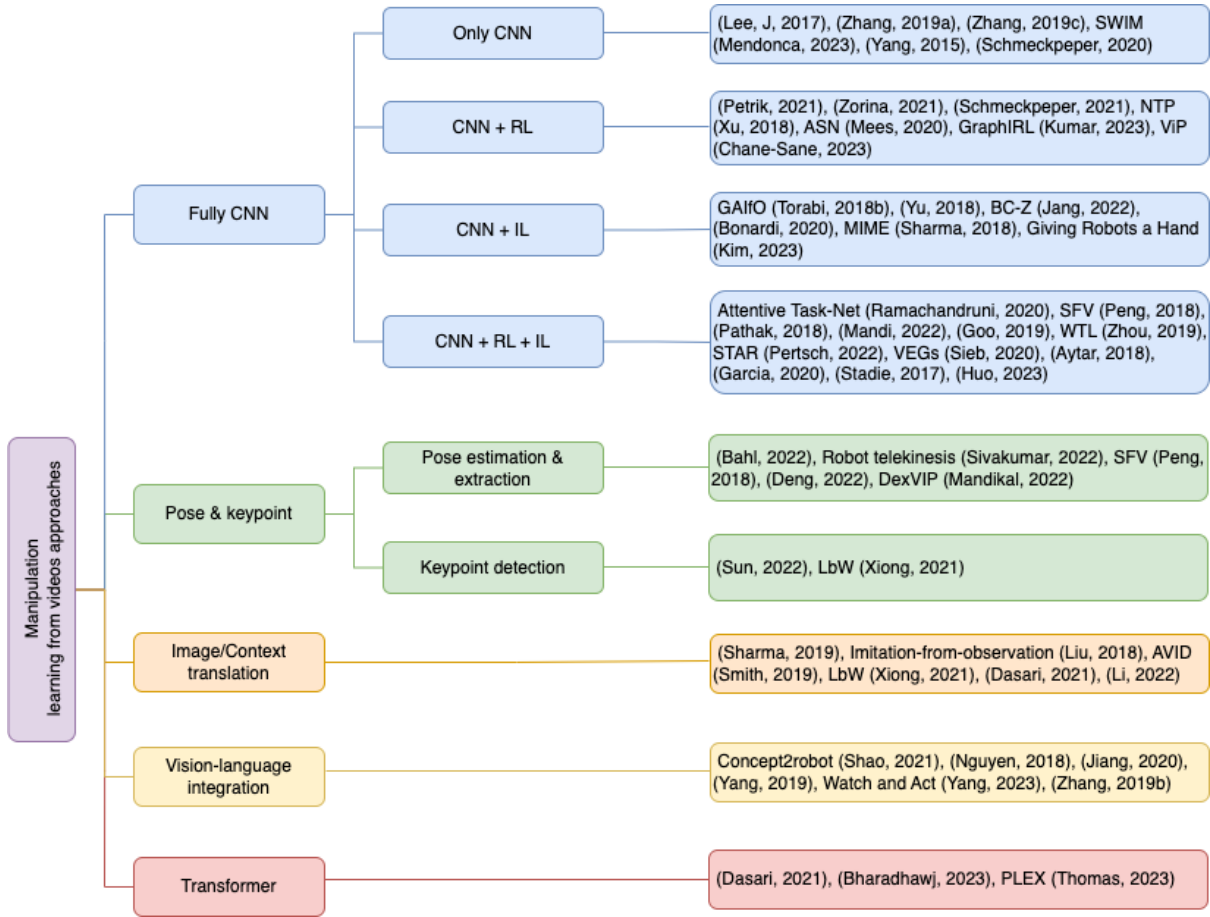 Manipulation
learning from videos approaches
Fully CNN
Only CNN
(Lee, J, 2017), (Zhang, 2019a), (Zhang, 2019c), SWIM
(Mendonca, 2023), (Yang, 2015), (Schmeckpeper, 2020)
CNN + RL
(Petrik, 2021), (Zorina, 2021), (Schmeckpeper, 2021), NTP
(Xu, 2018), ASN (Mees, 2020), GraphIRL (Kumar, 2023), ViP
(Chane-Sane, 2023)
CNN + IL
GAIfO (Torabi, 2018b), (Yu, 2018), BC-Z (Jang, 2022),
(Bonardi, 2020), MIME (Sharma, 2018), Giving Robots a Hand
(Kim, 2023)
CNN + RL + IL
Attentive Task-Net (Ramachandruni, 2020), SFV (Peng, 2018),
(Pathak, 2018), (Mandi, 2022), (Goo, 2019), WTL (Zhou, 2019),
STAR (Pertsch, 2022), VEGs (Sieb, 2020), (Aytar, 2018),
(Garcia, 2020), (Stadie, 2017), (Huo, 2023)
Pose & keypoint
Pose estimation &
extraction
(Bahl, 2022), Robot telekinesis (Sivakumar, 2022), SFV (Peng,
2018), (Deng, 2022), DexVIP (Mandikal, 2022)
Keypoint detection
(Sun, 2022), LbW (Xiong, 2021)
Image/Context
translation
(Sharma, 2019), Imitation-from-observation (Liu, 2018), AVID
(Smith, 2019), LbW (Xiong, 2021), (Dasari, 2021), (Li, 2022)
Vision-language
integration
Concept2robot (Shao, 2021), (Nguyen, 2018), (Jiang, 2020),
(Yang, 2019), Watch and Act (Yang, 2023), (Zhang, 2019b)
Transformer
(Dasari, 2021), (Bharadhawj, 2023), PLEX (Thomas, 2023)